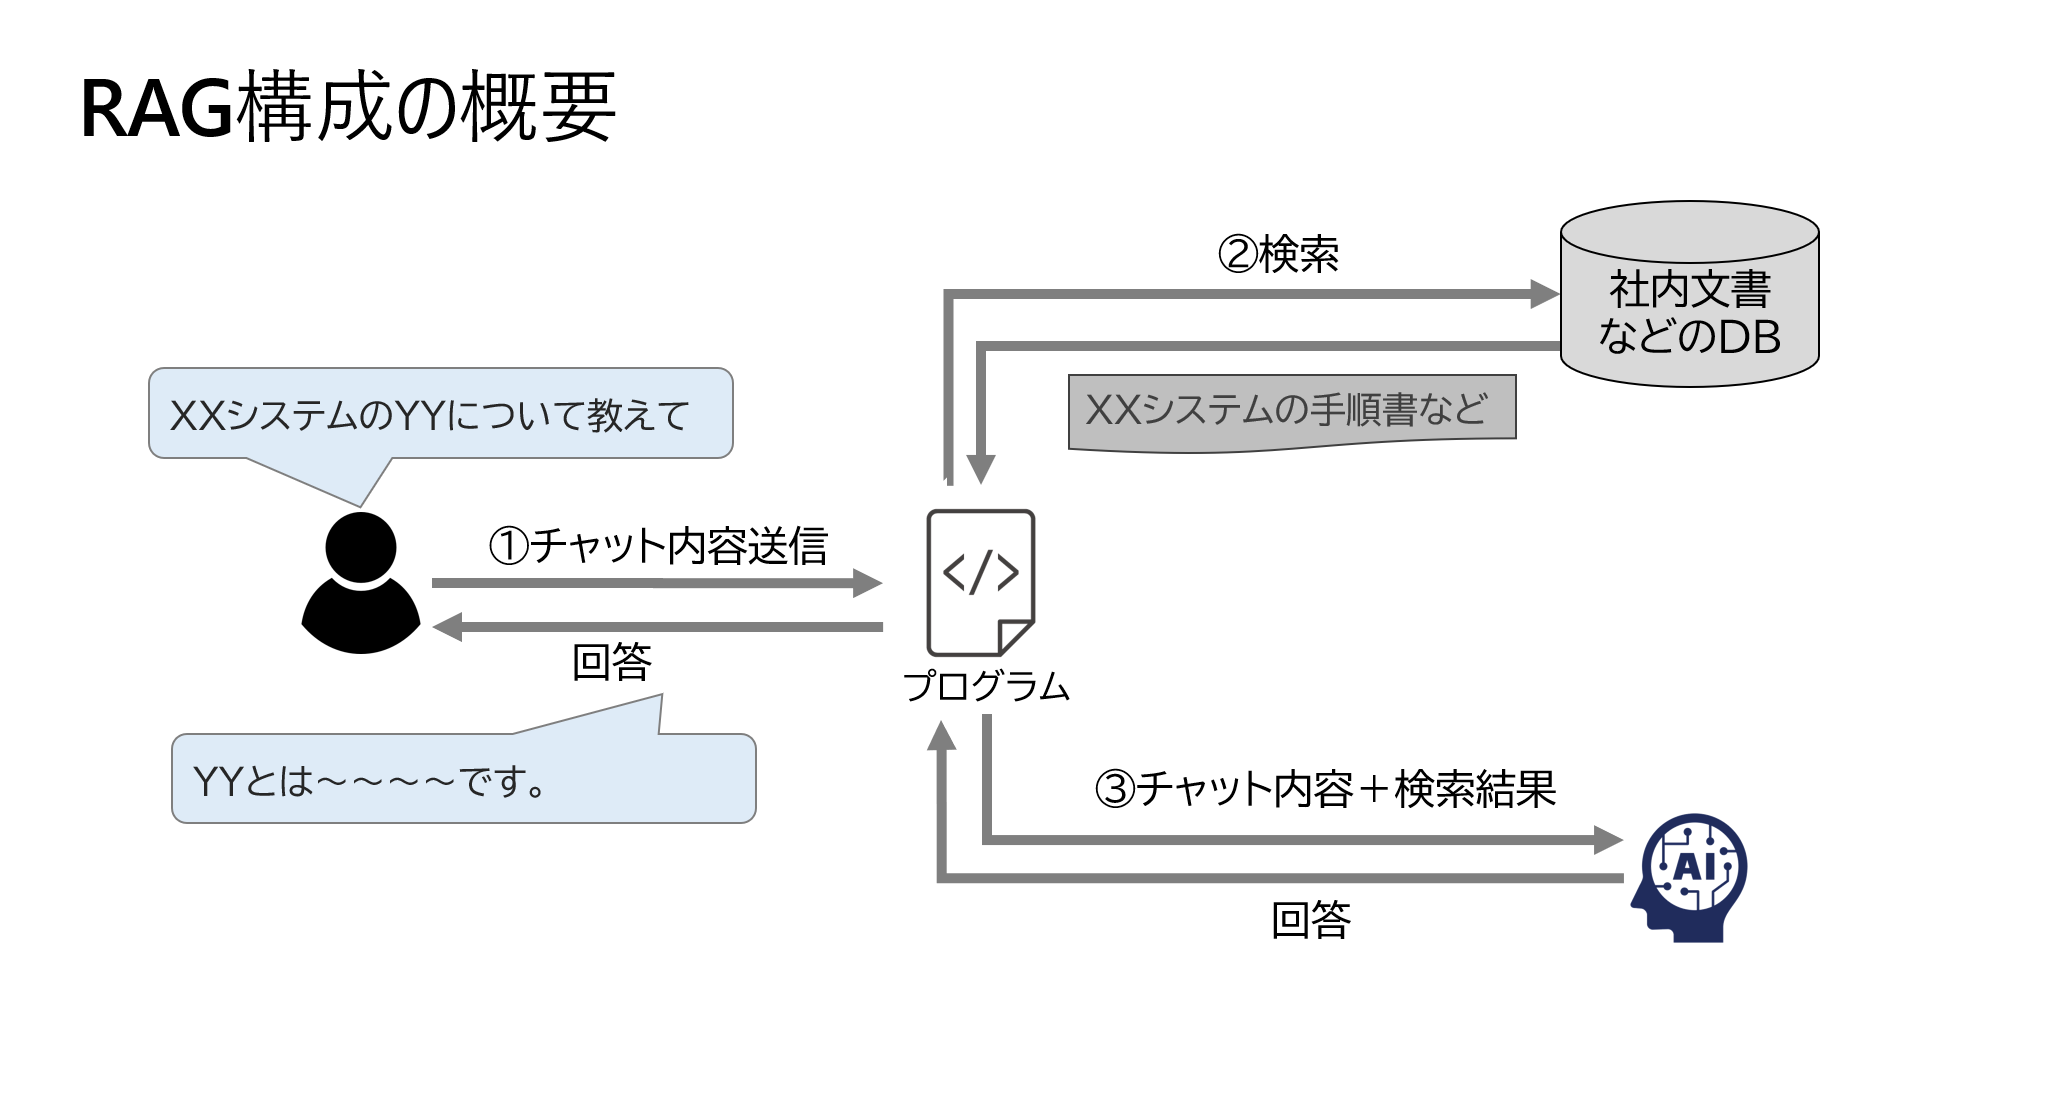 RAG構成の概要
②検索
社内文書
などのDB
XXシステムの手順書など
XXシステムのYYについて教えて
①チャット内容送信
回答
</>
プログラム
YYとは～～～～です。
③チャット内容＋検索結果
AI
回答